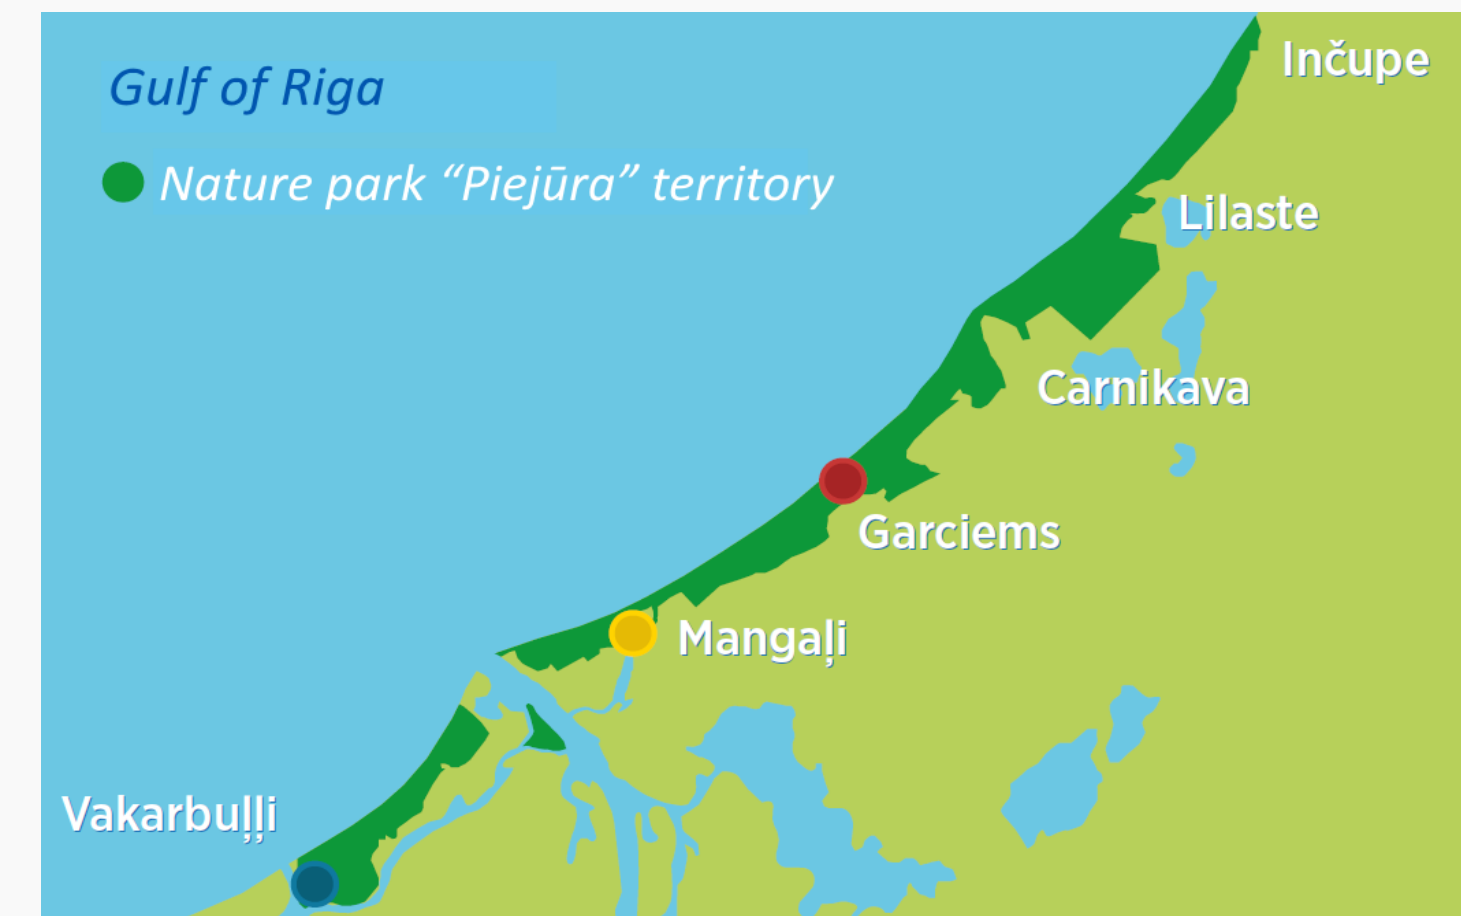 Gulf of Riga
Nature park “Piejūra” territory
Inčupe
Lilaste
Carnikava
Garciems
Mangaļi
Vakarbuļļi